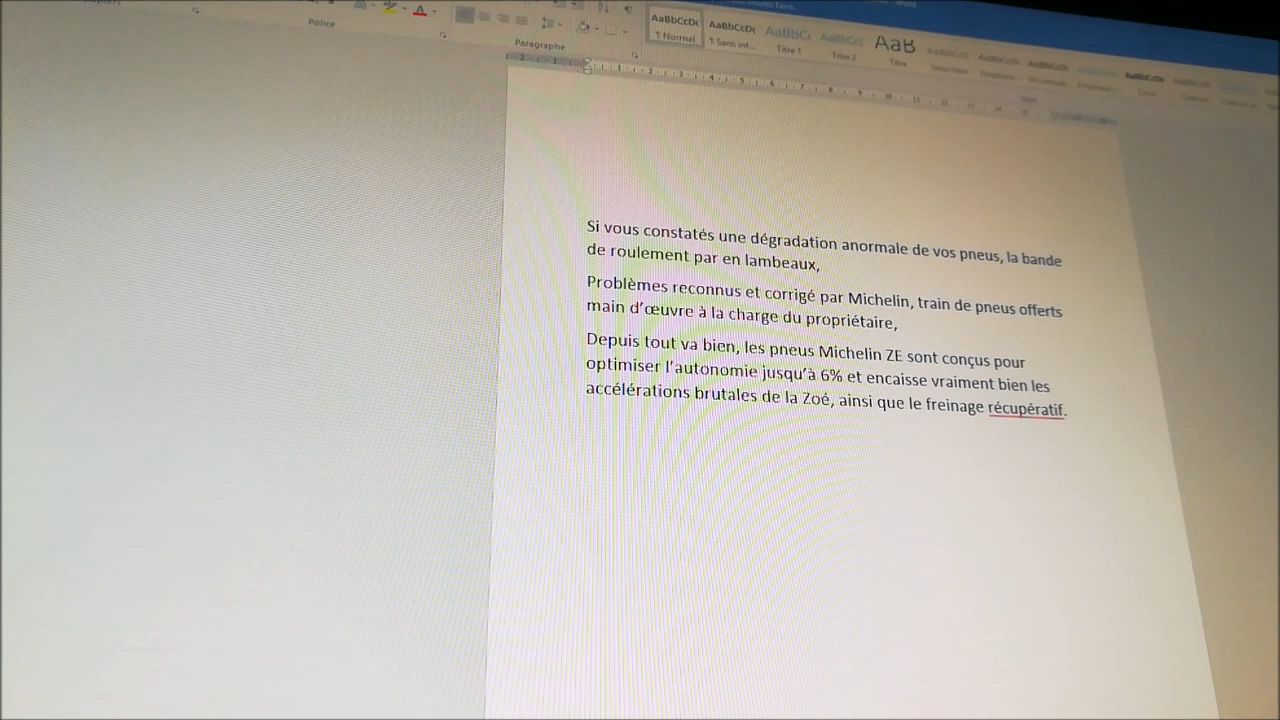 Police
Paragraphe
AaBbCcDc
¶ Normal
AaBbCcDc
¶ Sans int...
AaBbCc
Titre 1
AaBbCcC
Titre 2
AaB
Titre
Si vous constatés une dégradation anormale de vos pneus, la bande
de roulement par en lambeaux,
Problèmes reconnus et corrigé par Michelin, train de pneus offerts
main d’œuvre à la charge du propriétaire,
Depuis tout va bien, les pneus Michelin ZE sont conçus pour
optimiser l’autonomie jusqu’à 6% et encaisse vraiment bien les
accélérations brutales de la Zoé, ainsi que le freinage récupératif.